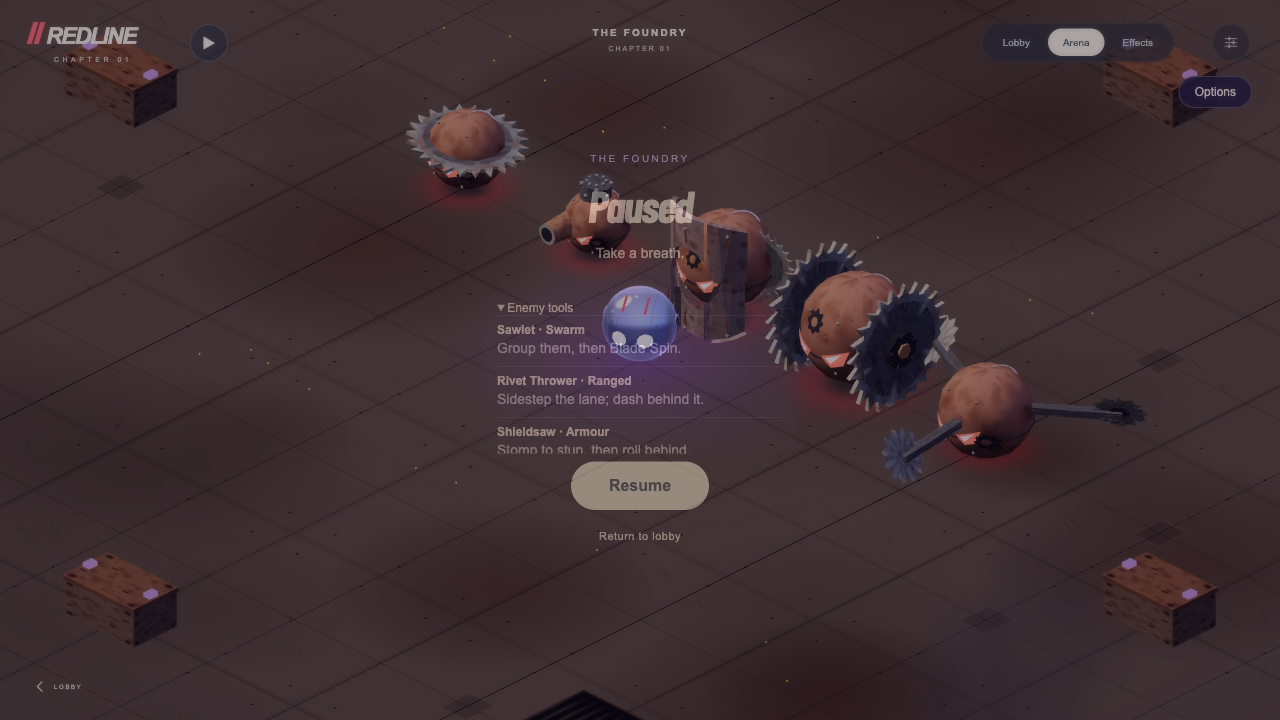 REDLINE
CHAPTER 01
THE FOUNDRY
CHAPTER 01
Lobby
Arena
Effects
Options
THE FOUNDRY
Paused
Take a breath.
Enemy tools
Sawlet · Swarm
Group them, then Blade Spin.
Rivet Thrower · Ranged
Sidestep the lane; dash behind it.
Shieldsaw · Armour
Stomp to stun, then roll behind.
Resume
Return to lobby
LOBBY